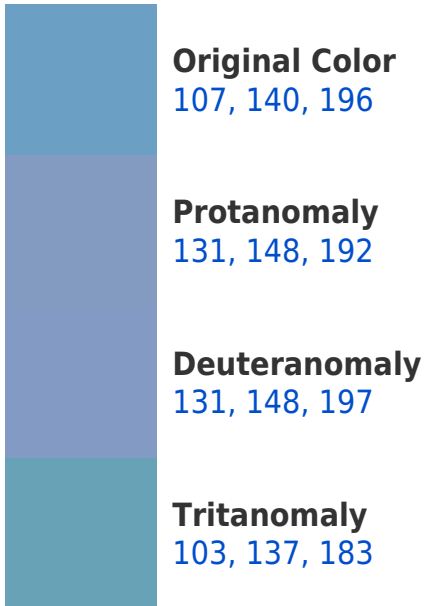 Original Color
107, 140, 196
Protanomaly
131, 148, 192
Deuteranomaly
131, 148, 197
Tritanomaly
103, 137, 183